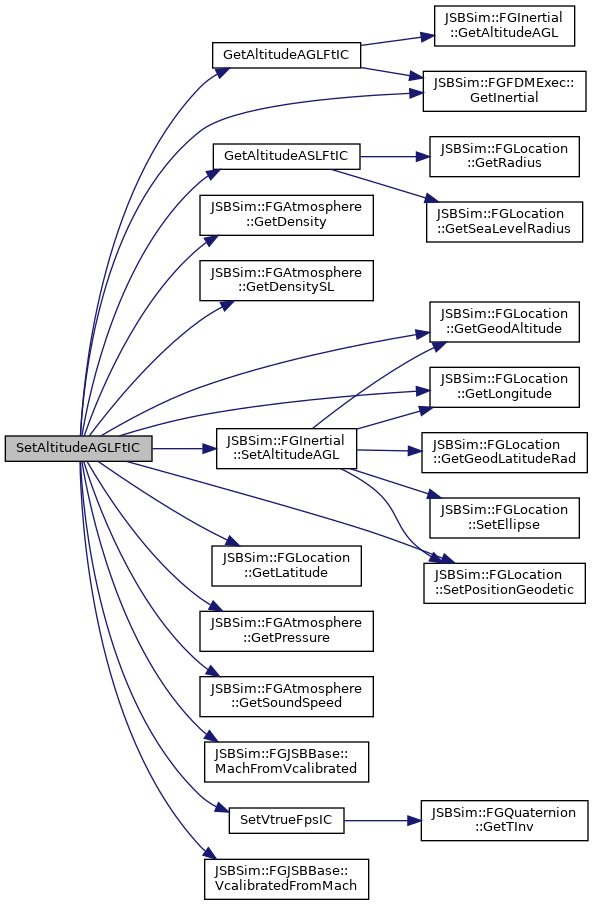 SetAltitudeAGLFtIC
GetAltitudeAGLFtIC
JSBSim::FGInertial
::GetAltitudeAGL
JSBSim::FGFDMExec::
GetInertial
GetAltitudeASLFtIC
JSBSim::FGLocation
::GetRadius
JSBSim::FGLocation
::GetSeaLevelRadius
JSBSim::FGAtmosphere
::GetDensity
JSBSim::FGAtmosphere
::GetDensitySL
JSBSim::FGLocation
::GetGeodAltitude
JSBSim::FGLocation
::GetLongitude
JSBSim::FGInertial
::SetAltitudeAGL
JSBSim::FGLocation
::GetGeodLatitudeRad
JSBSim::FGLocation
::SetEllipse
JSBSim::FGLocation
::SetPositionGeodetic
JSBSim::FGLocation
::GetLatitude
JSBSim::FGAtmosphere
::GetPressure
JSBSim::FGAtmosphere
::GetSoundSpeed
JSBSim::FGJSBBase::
MachFromVcalibrated
SetVtrueFpsIC
JSBSim::FGQuaternion
::GetTInv
JSBSim::FGJSBBase::
VcalibratedFromMach